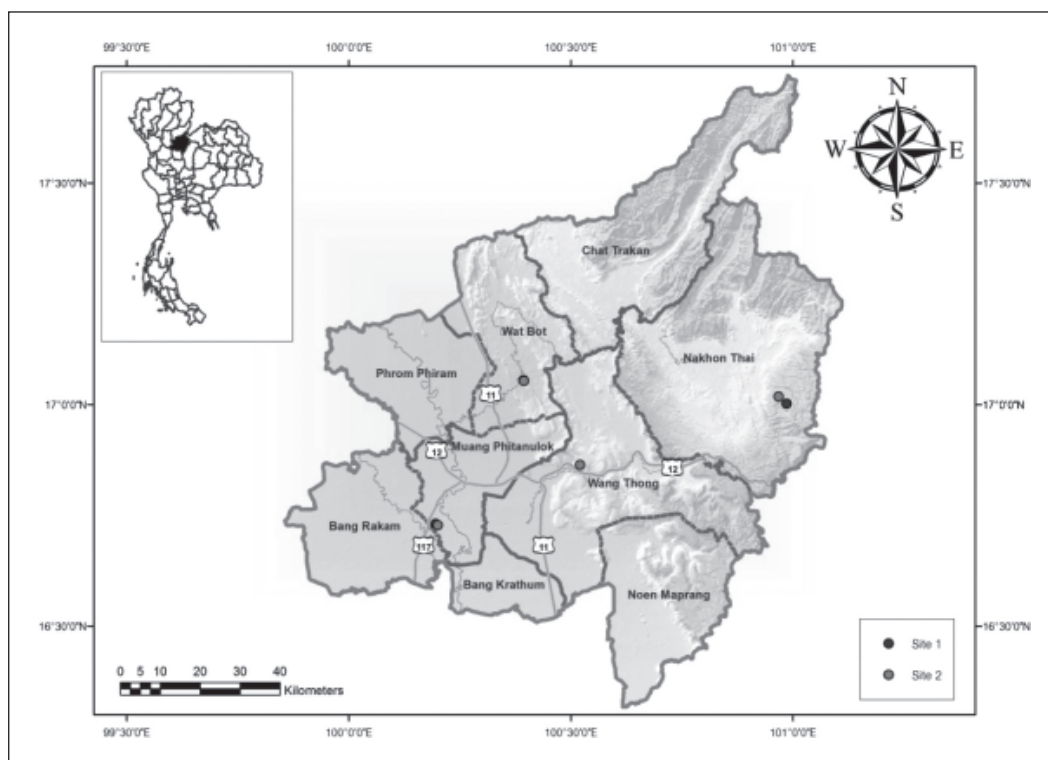 99°30'0"E 100°0'0"E 100°30'0"E 101°0'0"E
N
W E
S
17°30'0"N 17°30'0"N
Chat Trakan
Wat Bot
Nakhon Thai
Phrom Phiram
11
17°0'0"N 17°0'0"N
Muang Phitanulok
12
12
Wang Thong
Bang Rakam
117
11
Bang Krathum
Noen Maprang
16°30'0"N 16°30'0"N
Site 1
Site 2
0 5 10 20 30 40
Kilometers
99°30'0"E 100°0'0"E 100°30'0"E 101°0'0"E